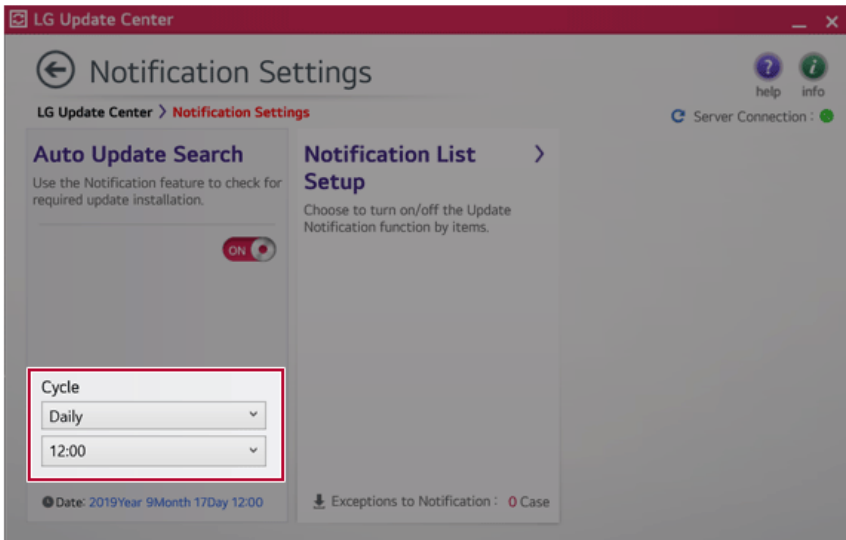 LG Update Center
Notification Settings
? help
i info
LG Update Center > Notification Settings
Server Connection :
Auto Update Search
Use the Notification feature to check for
required update installation.
ON
Notification List
Setup
>
Choose to turn on/off the Update
Notification function by items.
Cycle
Daily
12:00
Date: 2019Year 9Month 17Day 12:00
Exceptions to Notification : 0 Case